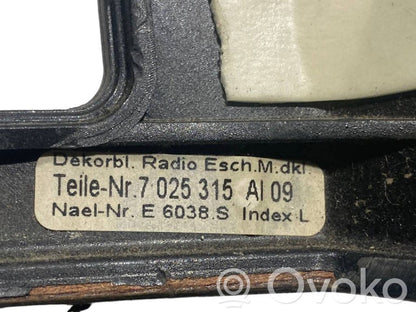 Dekorbl. Radio Esch.M.dkl.
Teile-Nr.7 025 315 AI 09
Nael-Nr. E 6038.S Index L
© Ovoko